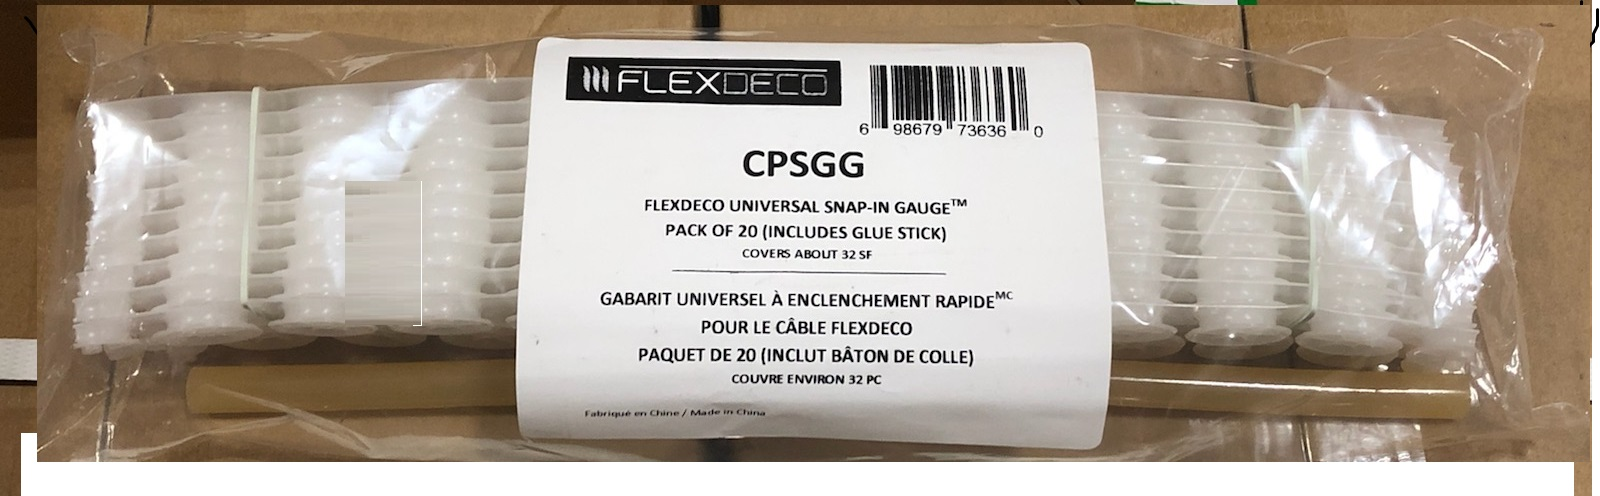 FLEXDECO
6 98679 73636 0
CPSGG
FLEXDECO UNIVERSAL SNAP-IN GAUGE™
PACK OF 20 (INCLUDES GLUE STICK)
COVERS ABOUT 32 SF
GABARIT UNIVERSEL À ENCLENCHEMENT RAPIDEᴹᶜ
POUR LE CÂBLE FLEXDECO
PAQUET DE 20 (INCLUT BÂTON DE COLLE)
COUVRE ENVIRON 32 PC
Fabriqué en Chine / Made in China